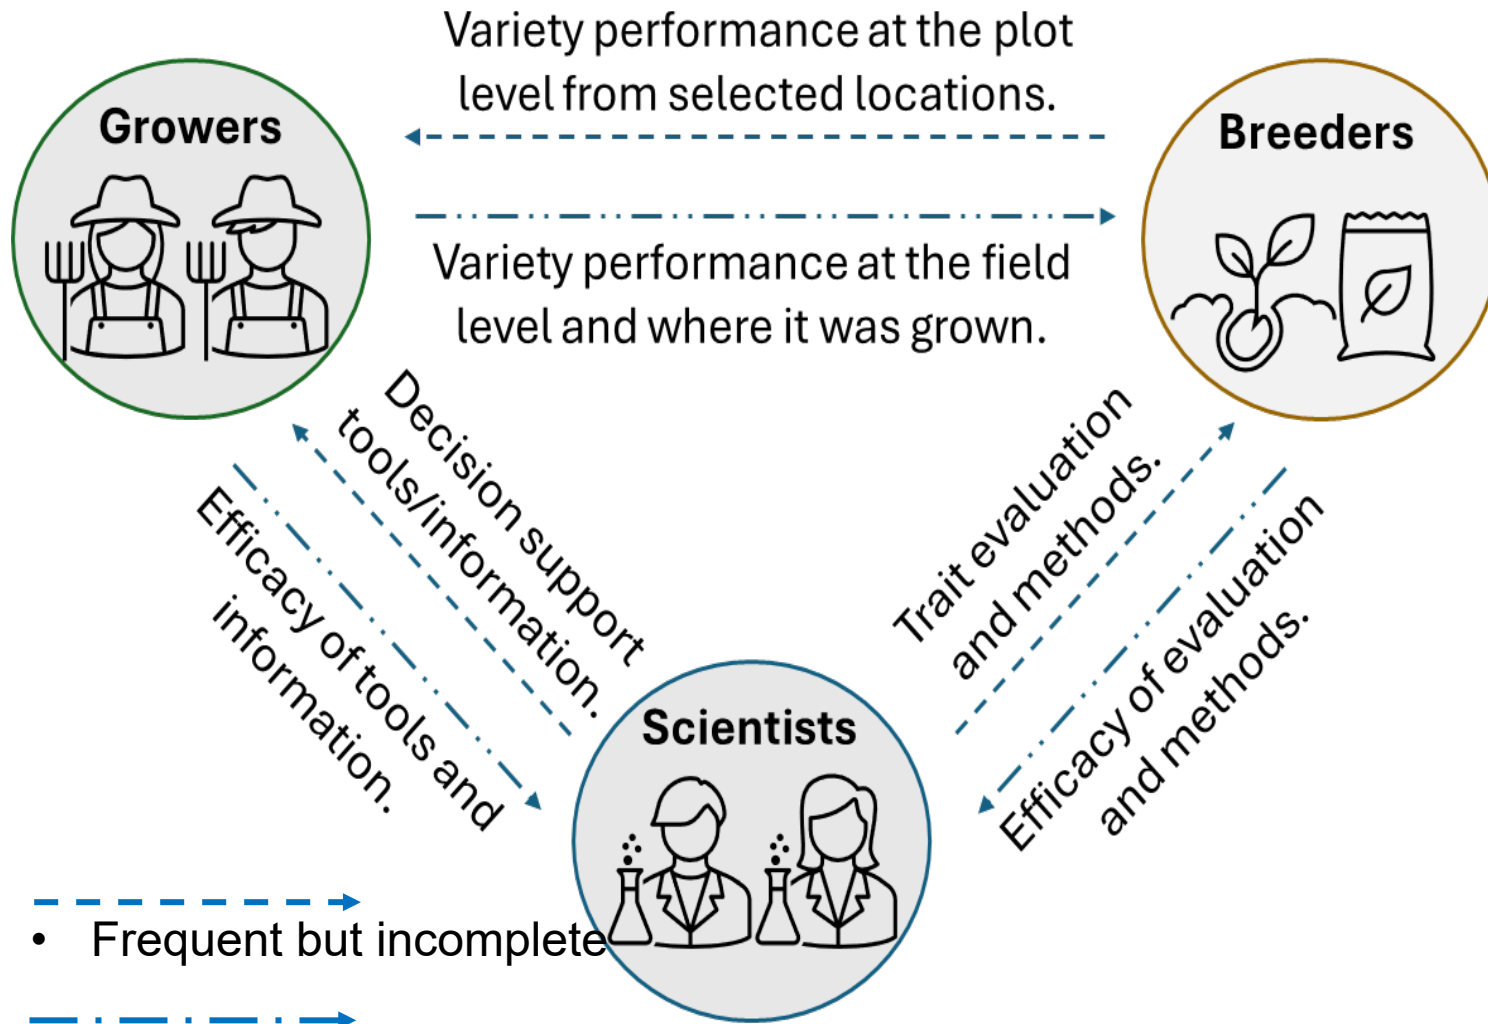 Variety performance at the plot
level from selected locations.
Growers
Breeders
Variety performance at the field
level and where it was grown.
Decision support
tools/information.
Efficacy of tools and
information.
Trait evaluation
and methods.
Efficacy of evaluation
and methods.
Scientists
• Frequent but incomplete